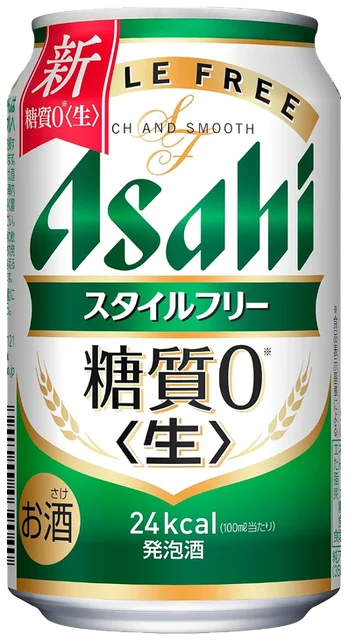 新
糖質0※〈生〉
LE FREE
CH AND SMOOTH
SF
Asahi
スタイルフリー
糖質0※
〈生〉
さけ
お酒
24kcal(100ml当たり)
発泡酒